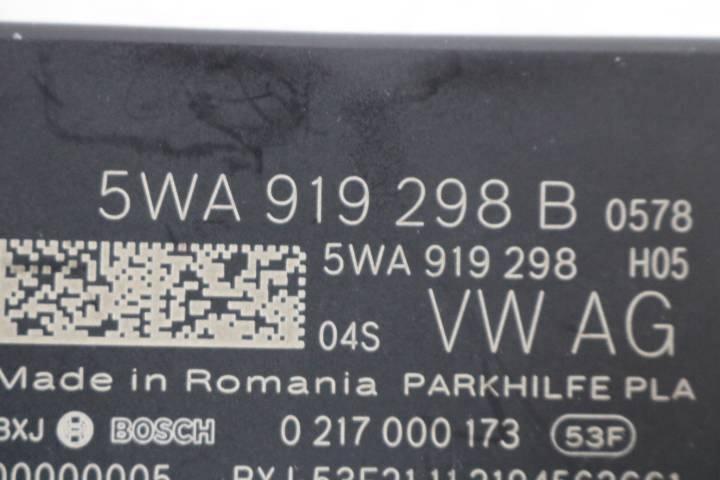 5WA 919 298 B 0578
5WA 919 298 H05
04S VW AG
Made in Romania PARKHILFE PLA
BXJ BOSCH 0 217 000 173 53F